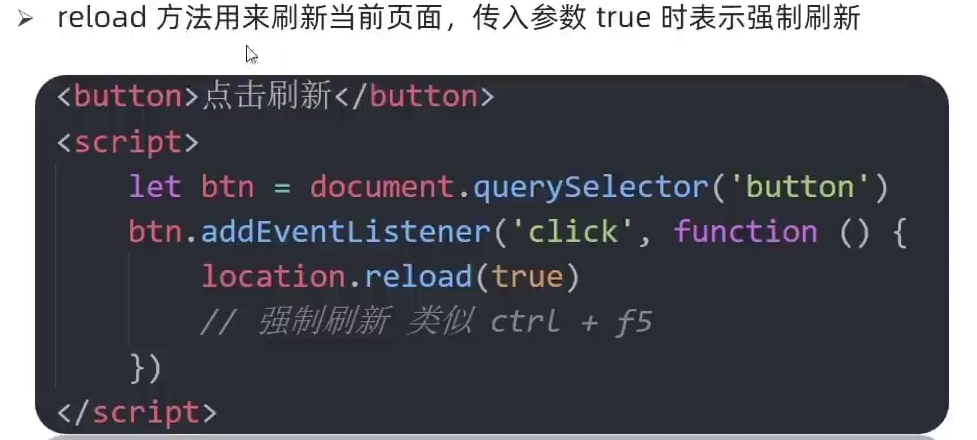 ➢ reload 方法用来刷新当前页面，传入参数 true 时表示强制刷新
<button>点击刷新</button>
<script>
let btn = document.querySelector('button')
btn.addEventListener('click', function () {
location.reload(true)
// 强制刷新 类似 ctrl + f5
})
</script>